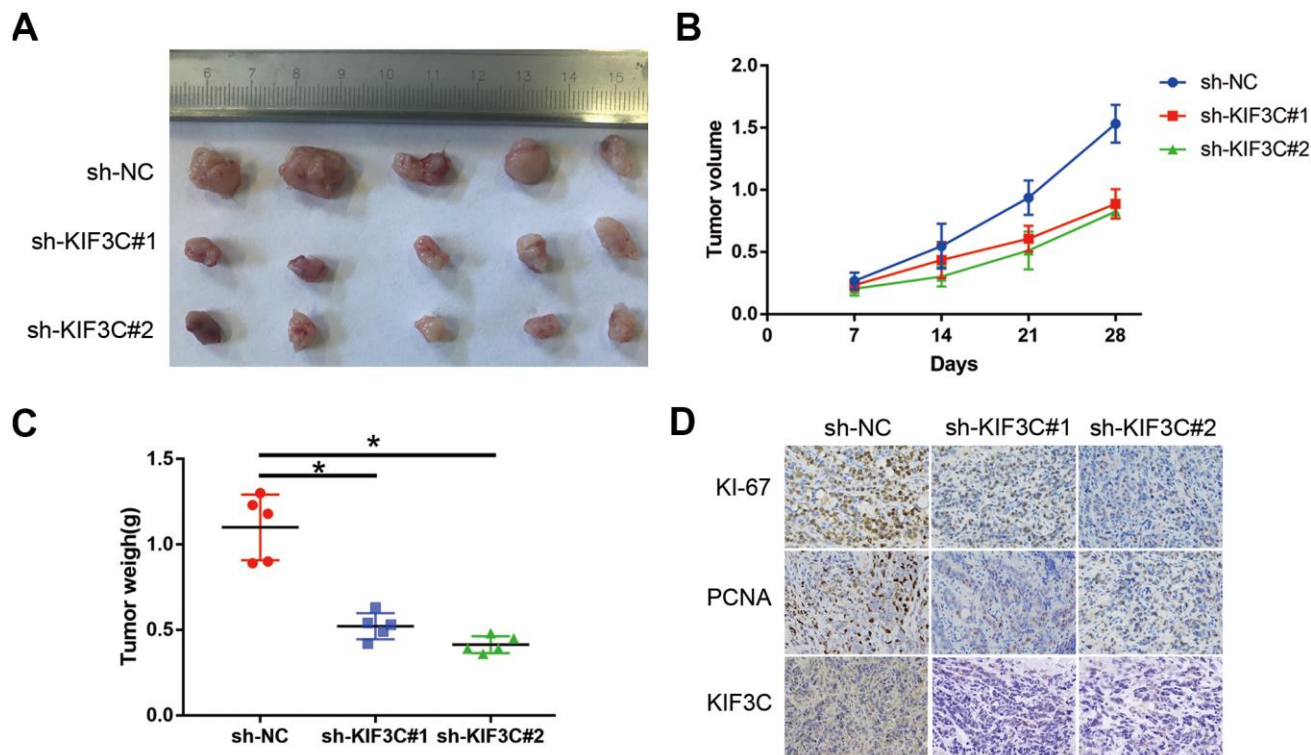 A
6 7 8 9 10 11 12 13 14 15
sh-NC
sh-KIF3C#1
sh-KIF3C#2
B
2.0
1.5
1.0
0.5
0.0
Tumor volume
0 7 14 21 28
Days
sh-NC
sh-KIF3C#1
sh-KIF3C#2
C
* 
*
1.5
1.0
0.5
0.0
Tumor weigh(g)
sh-NC sh-KIF3C#1 sh-KIF3C#2
D
sh-NC sh-KIF3C#1 sh-KIF3C#2
KI-67
PCNA
KIF3C